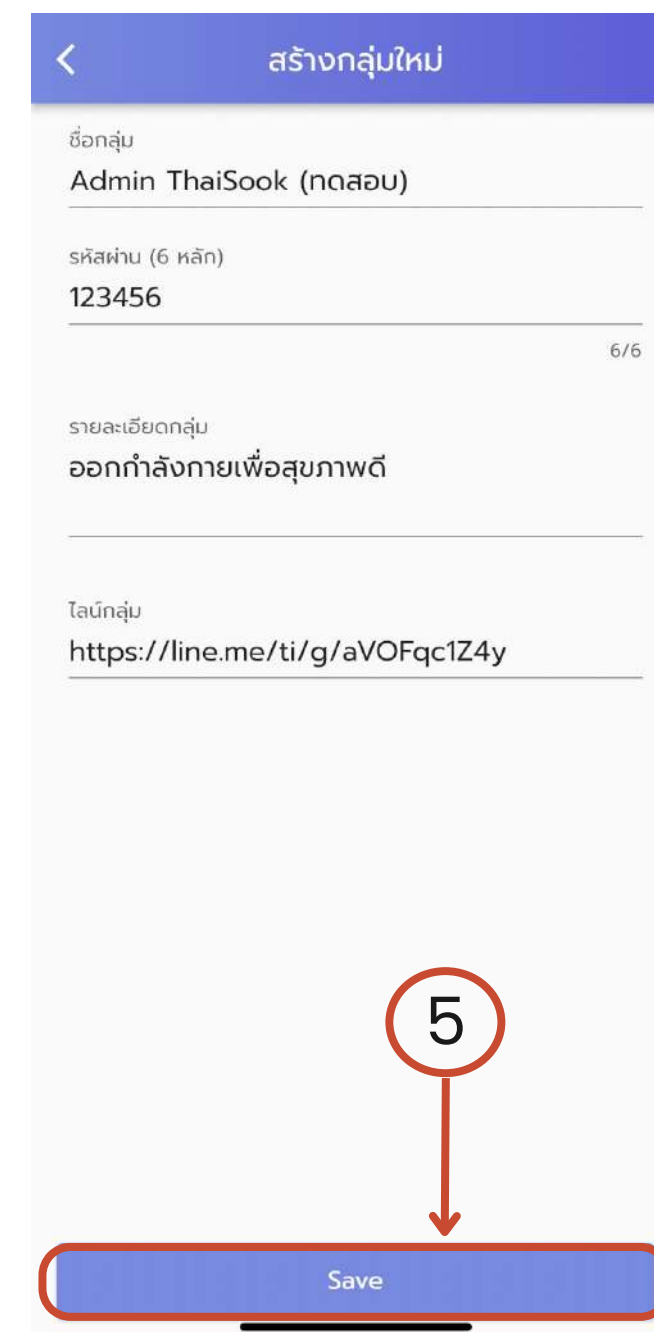 สร้างกลุ่มใหม่
ชื่อกลุ่ม
Admin ThaiSook (ทดสอบ)
รหัสผ่าน (6 หลัก)
123456
6/6
รายละเอียดกลุ่ม
ออกกำลังกายเพื่อสุขภาพดี
ไลน์กลุ่ม
https://line.me/ti/g/aVOFqc1Z4y
5
Save